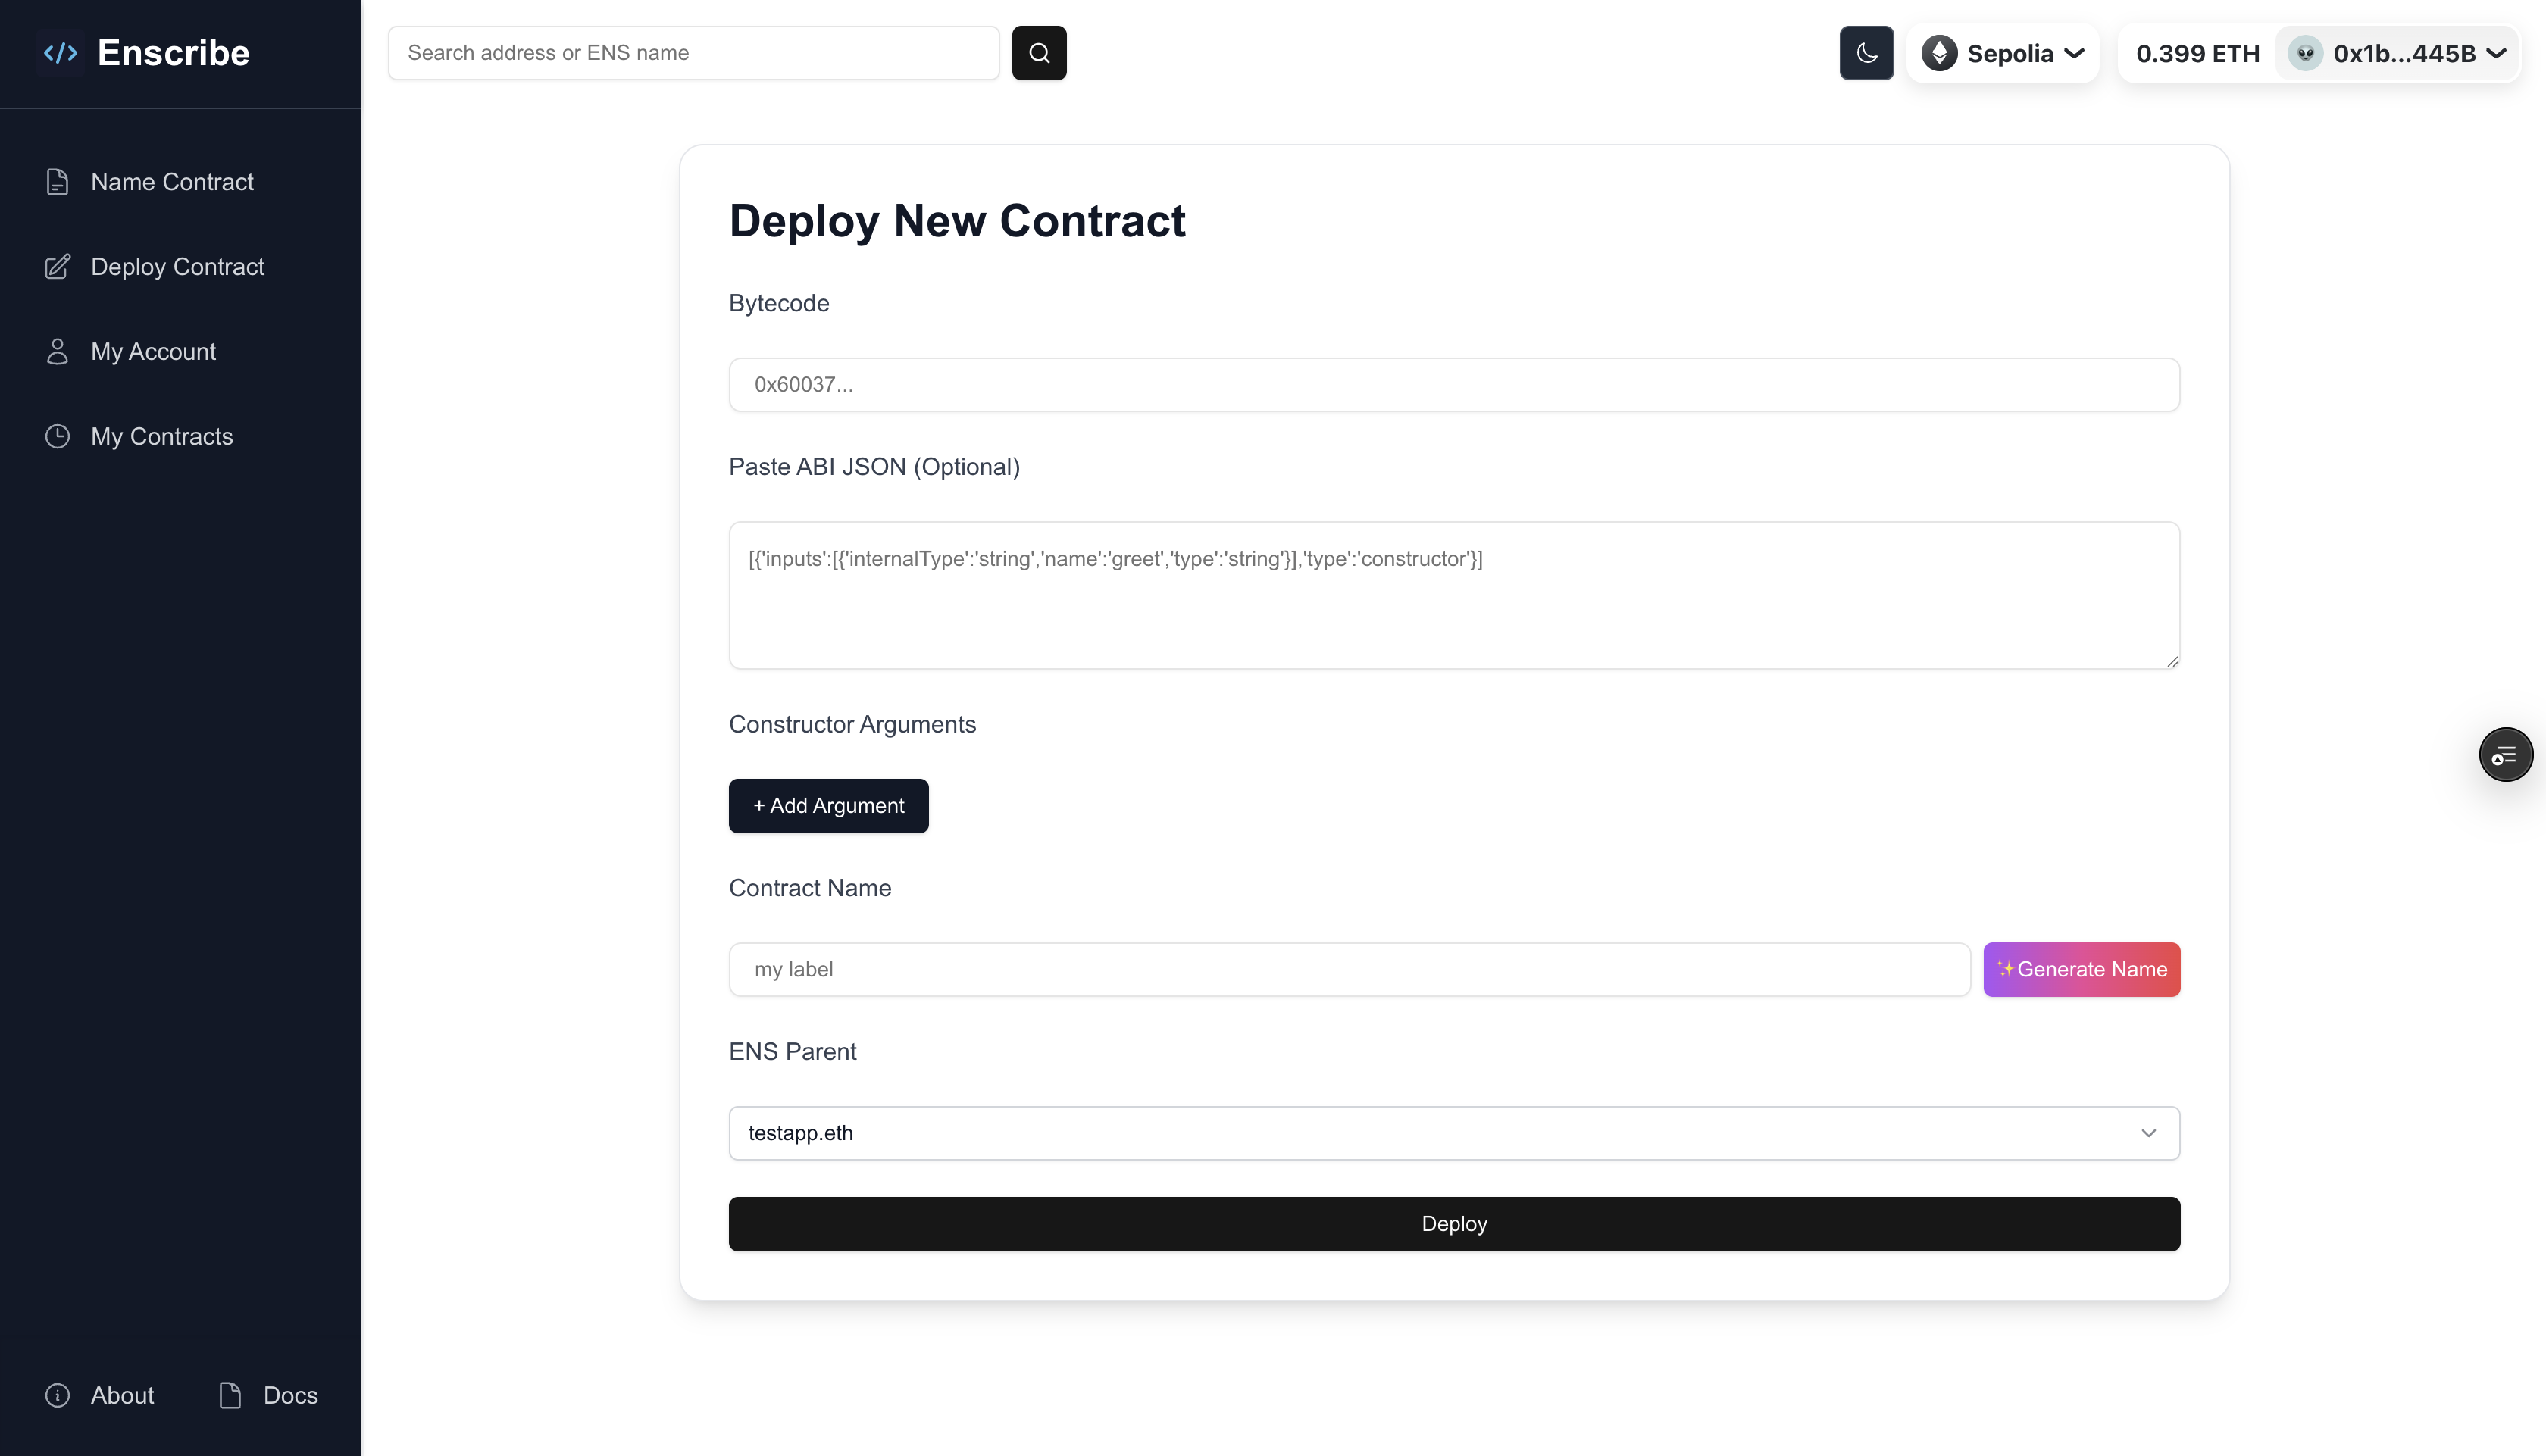 Enscribe
Search address or ENS name
Sepolia
0.399 ETH
0x1b...445B
Name Contract
Deploy Contract
My Account
My Contracts
Deploy New Contract
Bytecode
0x60037...
Paste ABI JSON (Optional)
[{'inputs':[{'internalType':'string','name':'greet','type':'string'}],'type':'constructor'}]
Constructor Arguments
+ Add Argument
Contract Name
my label
✨Generate Name
ENS Parent
testapp.eth
Deploy
About
Docs